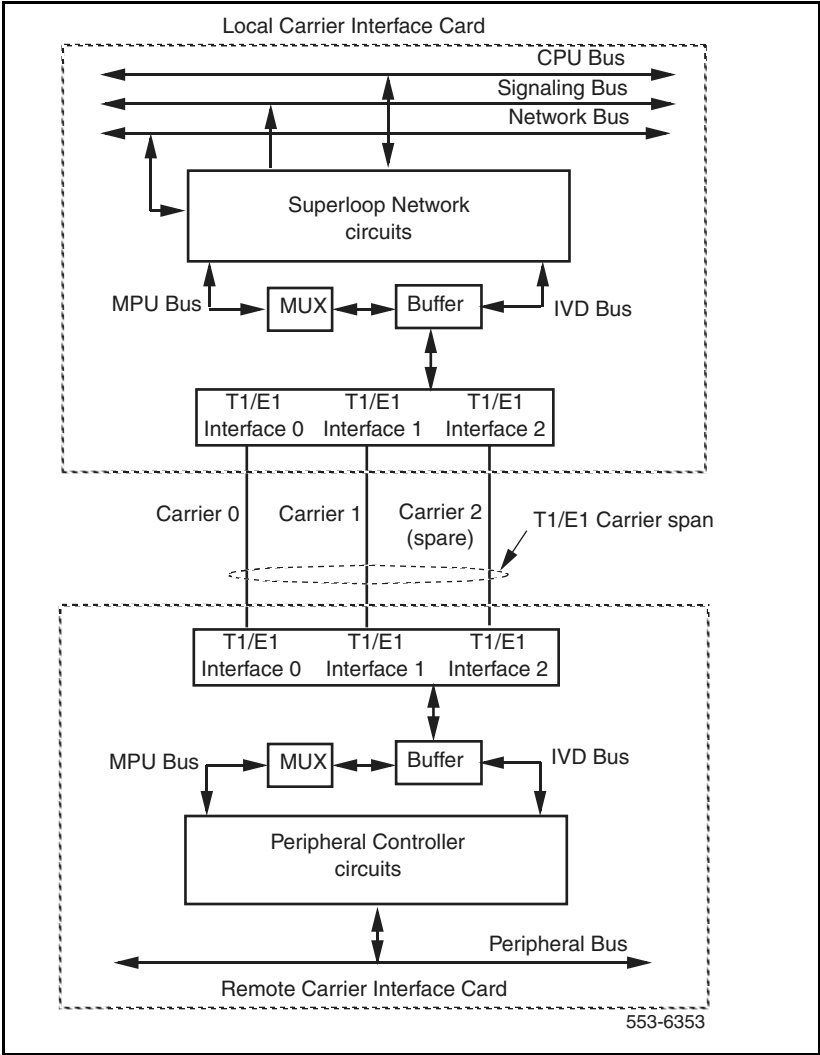 Local Carrier Interface Card
CPU Bus
Signaling Bus
Network Bus
Superloop Network
circuits
MPU Bus
MUX
Buffer
IVD Bus
T1/E1 T1/E1 T1/E1
Interface 0 Interface 1 Interface 2
Carrier 0 Carrier 1 Carrier 2
(spare)
T1/E1 Carrier span
T1/E1 T1/E1 T1/E1
Interface 0 Interface 1 Interface 2
MPU Bus
MUX
Buffer
IVD Bus
Peripheral Controller
circuits
Peripheral Bus
Remote Carrier Interface Card
553-6353